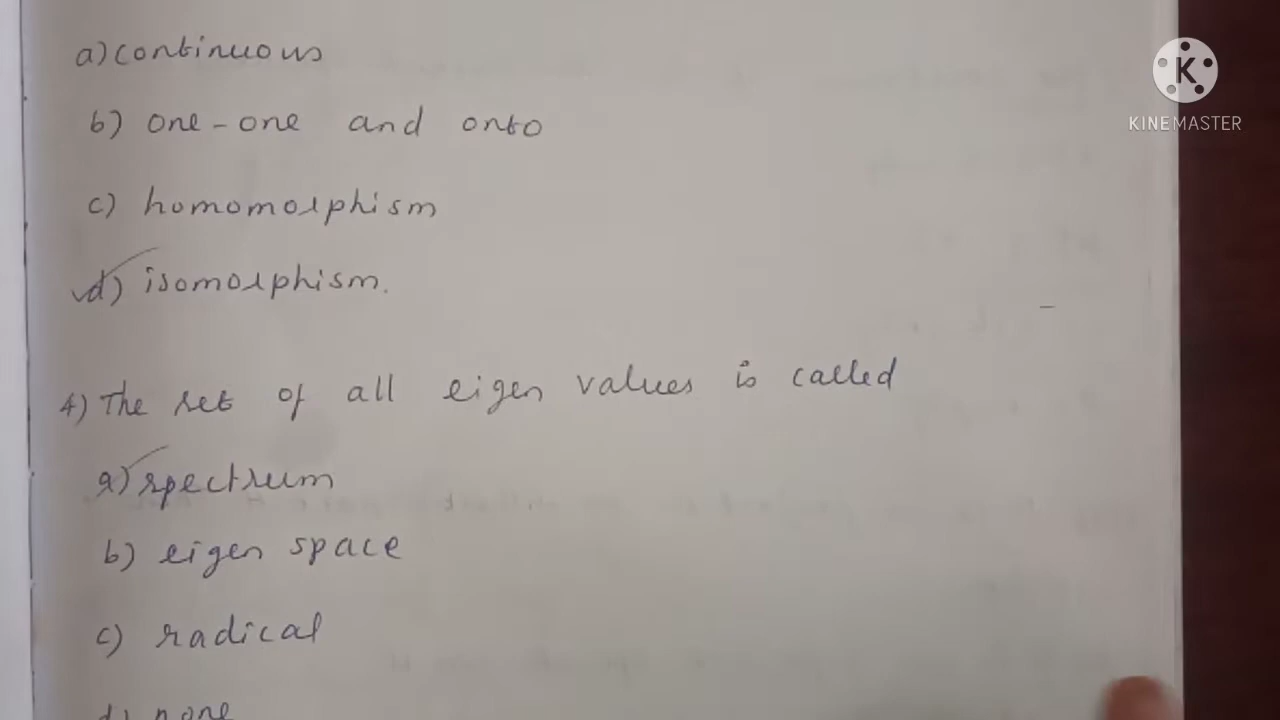 a) continuous
b) one-one and onto
c) homomorphism
d) isomorphism.
4) The set of all eigen values is called
a) spectrum
b) eigen space
c) radical
d) none
K
KINEMASTER